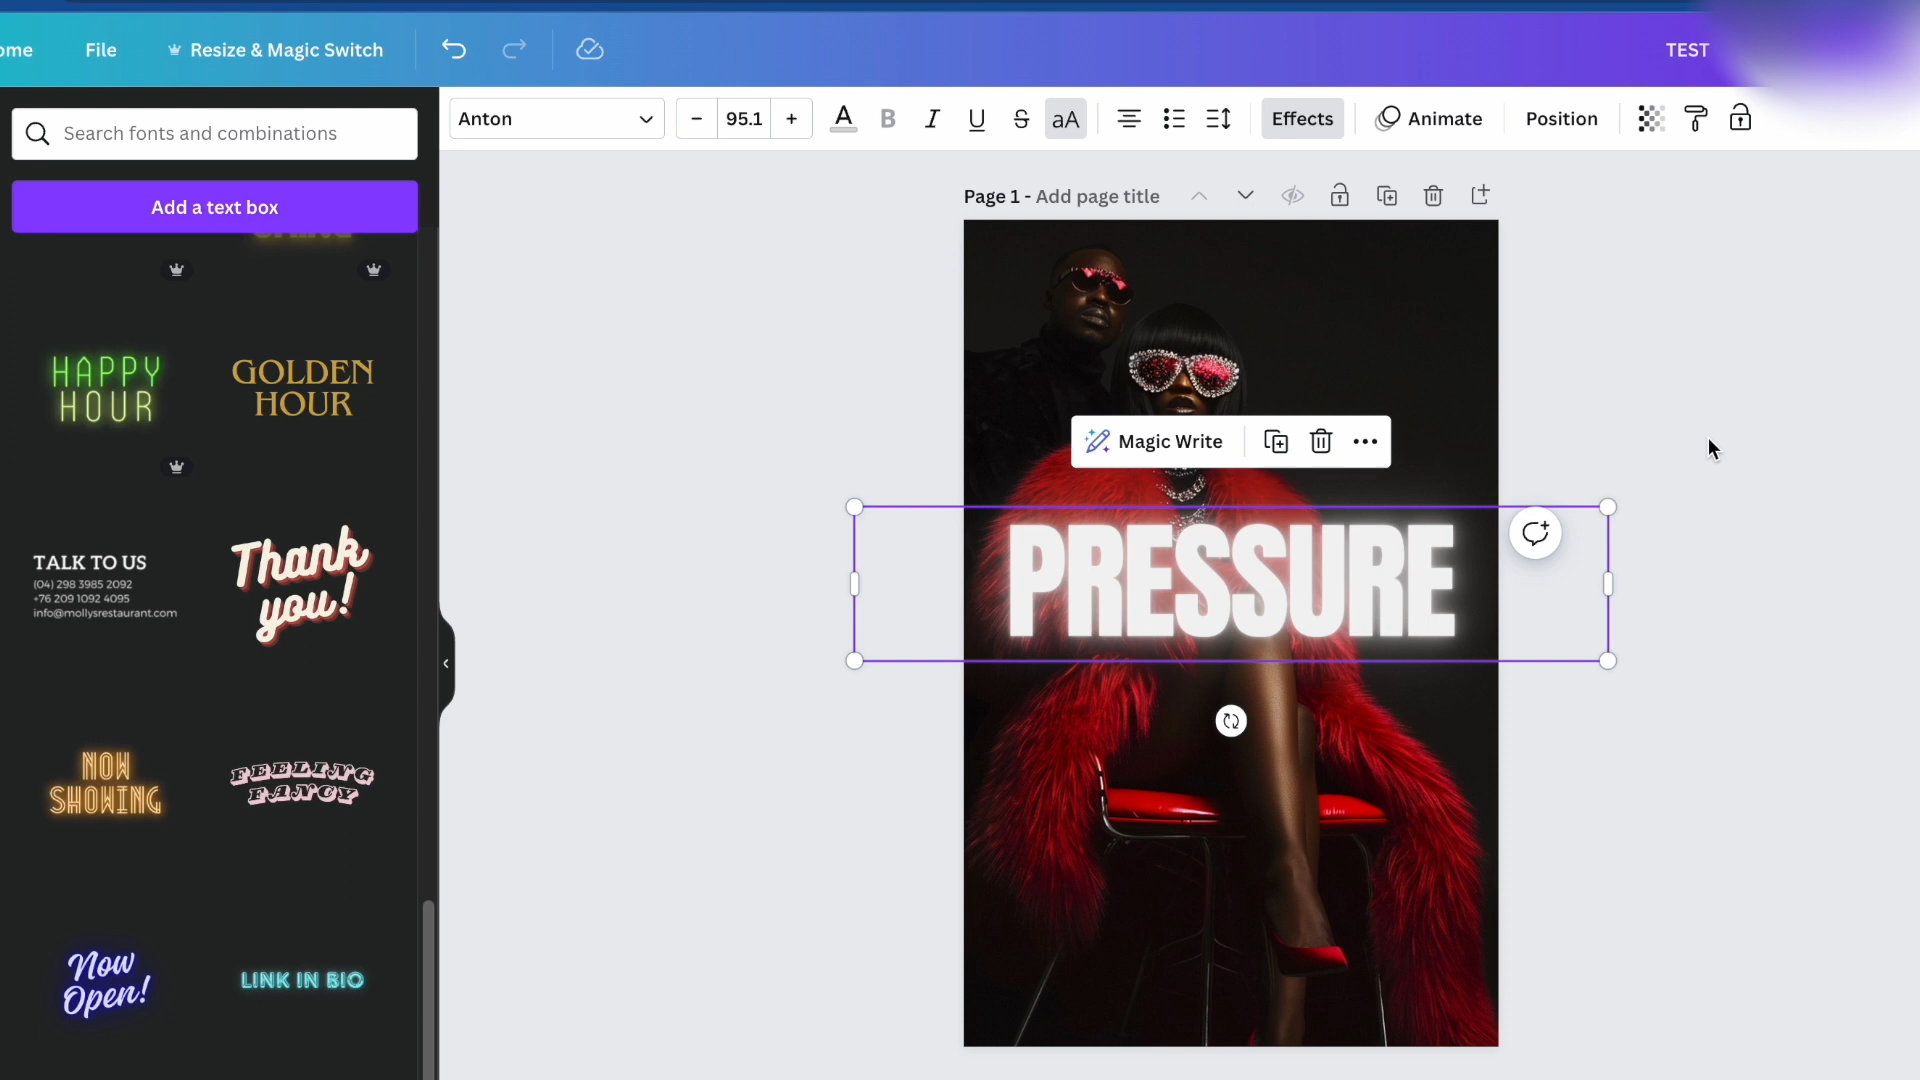 ome File Resize & Magic Switch TEST
Search fonts and combinations
Add a text box
Anton 95.1 A B I U S aA Effects Animate Position
Page 1 - Add page title
HAPPY
HOUR
GOLDEN
HOUR
TALK TO US
(04) 298 3985 2092
+76 209 1092 4095
info@mollysrestaurant.com
Thank
you!
NOW
SHOWING
FEELING
FANCY
Now
Open!
LINK IN BIO
Magic Write
PRESSURE